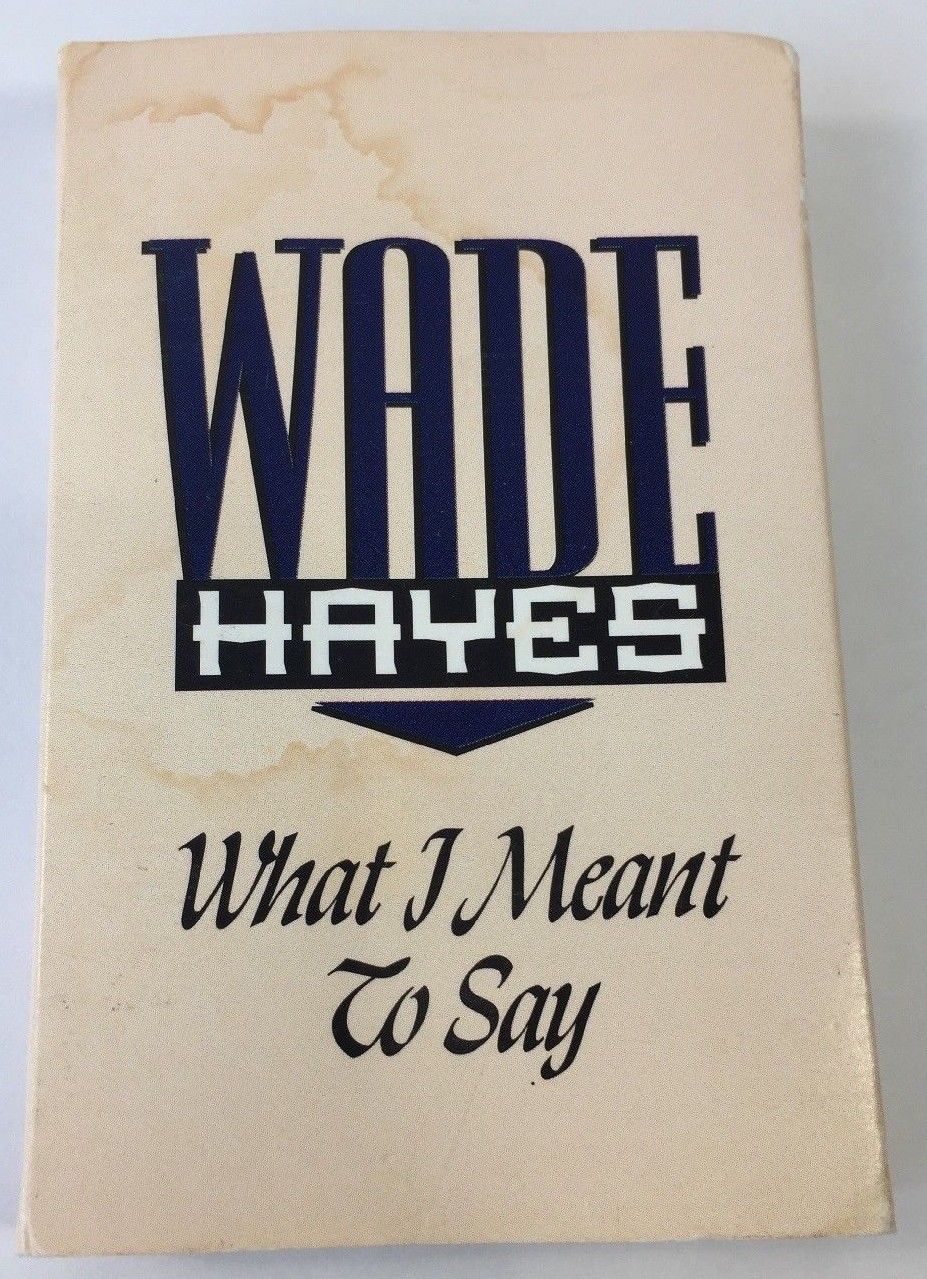 WADE
HAYES
What I Meant
To Say